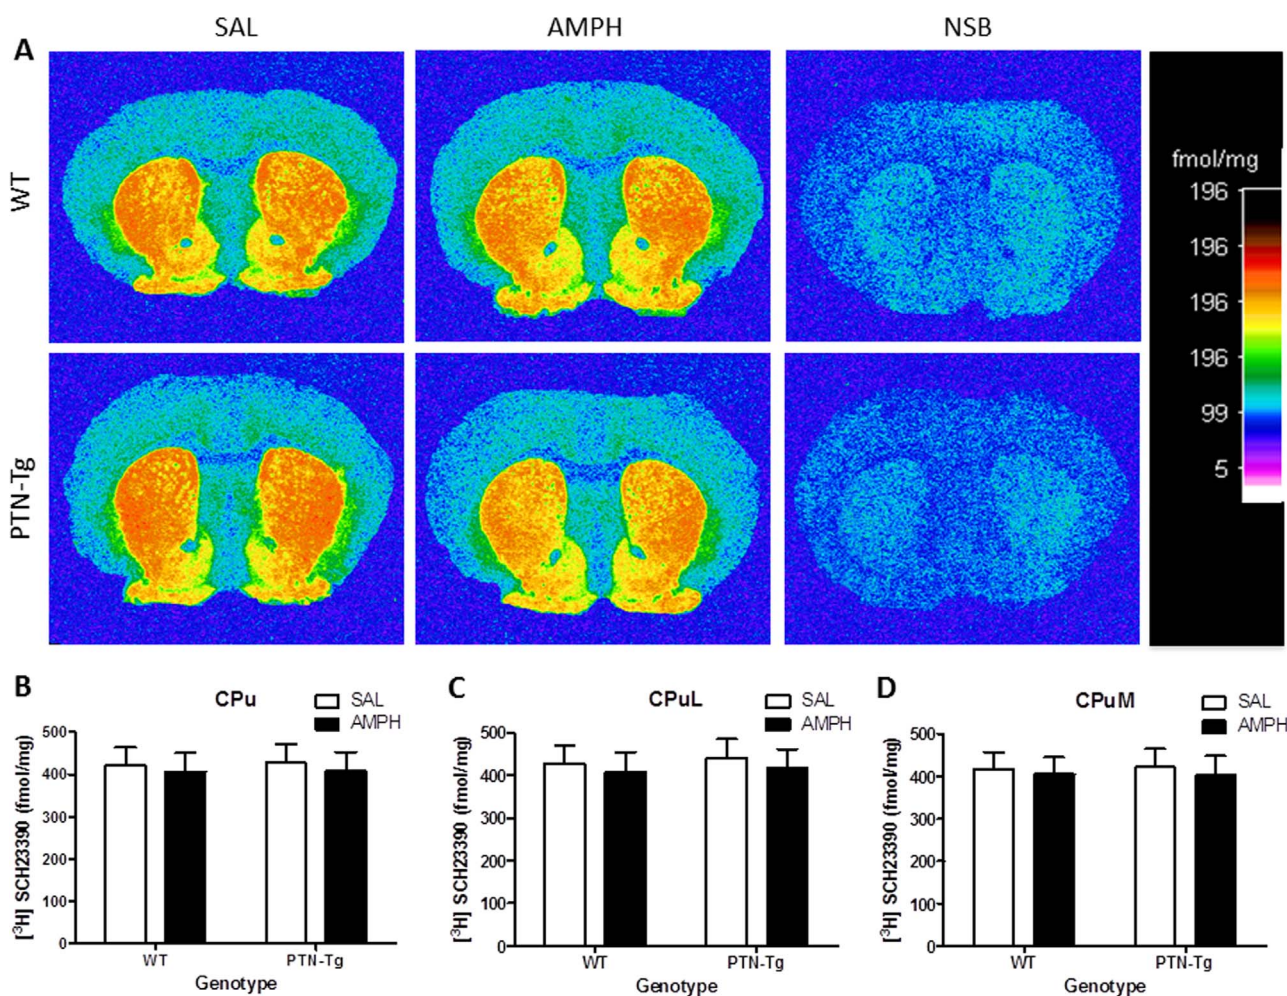 SAL AMPH NSB
A
WT
fmol/mg
196
196
196
196
99
5
PTN-Tg
B
CPu
SAL
AMPH
[³H] SCH23390 (fmol/mg)
500
400
300
200
100
0
WT PTN-Tg
Genotype
C
CPuL
SAL
AMPH
[³H] SCH23390 (fmol/mg)
500
400
300
200
100
0
WT PTN-Tg
Genotype
D
CPuM
SAL
AMPH
[³H] SCH23390 (fmol/mg)
500
400
300
200
100
0
WT PTN-Tg
Genotype